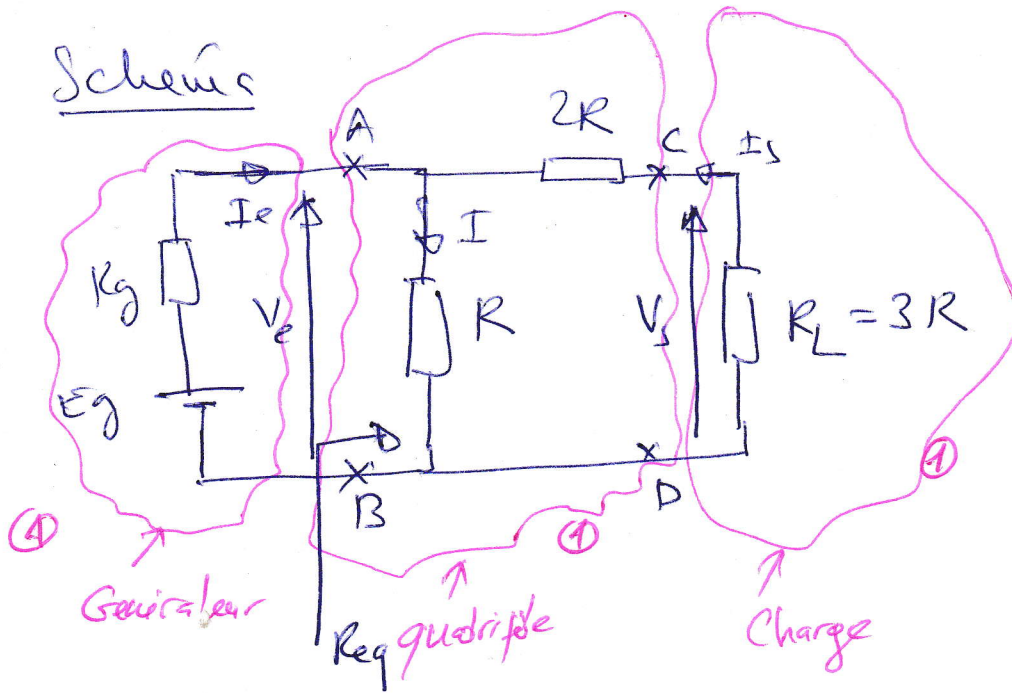 Schéma
A
2R
C
Is
Ie
I
Rg
Ve
R
Vs
RL = 3R
Eg
B
D
①
①
①
Générateur
Req
quadripôle
Charge